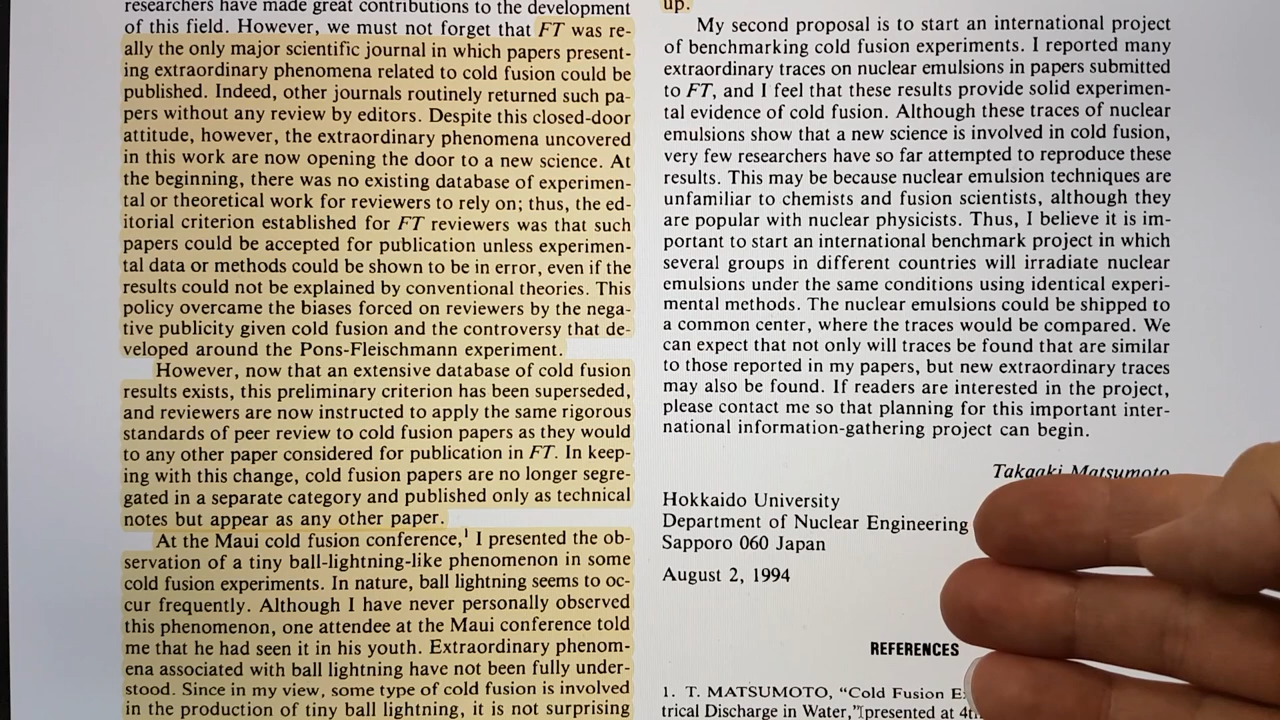 researchers have made great contributions to the development
of this field. However, we must not forget that FT was re-
ally the only major scientific journal in which papers present-
ing extraordinary phenomena related to cold fusion could be
published. Indeed, other journals routinely returned such pa-
pers without any review by editors. Despite this closed-door
attitude, however, the extraordinary phenomena uncovered
in this work are now opening the door to a new science. At
the beginning, there was no existing database of experimen-
tal or theoretical work for reviewers to rely on; thus, the ed-
itorial criterion established for FT reviewers was that such
papers could be accepted for publication unless experimen-
tal data or methods could be shown to be in error, even if the
results could not be explained by conventional theories. This
policy overcame the biases forced on reviewers by the nega-
tive publicity given cold fusion and the controversy that de-
veloped around the Pons-Fleischmann experiment.
However, now that an extensive database of cold fusion
results exists, this preliminary criterion has been superseded,
and reviewers are now instructed to apply the same rigorous
standards of peer review to cold fusion papers as they would
to any other paper considered for publication in FT. In keep-
ing with this change, cold fusion papers are no longer segre-
gated in a separate category and published only as technical
notes but appear as any other paper.
At the Maui cold fusion conference,¹ I presented the ob-
servation of a tiny ball-lightning-like phenomenon in some
cold fusion experiments. In nature, ball lightning seems to oc-
cur frequently. Although I have never personally observed
this phenomenon, one attendee at the Maui conference told
me that he had seen it in his youth. Extraordinary phenom-
ena associated with ball lightning have not been fully under-
stood. Since in my view, some type of cold fusion is involved
in the production of tiny ball lightning, it is not surprising
up.
My second proposal is to start an international project
of benchmarking cold fusion experiments. I reported many
extraordinary traces on nuclear emulsions in papers submitted
to FT, and I feel that these results provide solid experimen-
tal evidence of cold fusion. Although these traces of nuclear
emulsions show that a new science is involved in cold fusion,
very few researchers have so far attempted to reproduce these
results. This may be because nuclear emulsion techniques are
unfamiliar to chemists and fusion scientists, although they
are popular with nuclear physicists. Thus, I believe it is im-
portant to start an international benchmark project in which
several groups in different countries will irradiate nuclear
emulsions under the same conditions using identical experi-
mental methods. The nuclear emulsions could be shipped to
a common center, where the traces would be compared. We
can expect that not only will traces be found that are similar
to those reported in my papers, but new extraordinary traces
may also be found. If readers are interested in the project,
please contact me so that planning for this important inter-
national information-gathering project can begin.
Takaaki Matsumoto
Hokkaido University
Department of Nuclear Engineering
Sapporo 060 Japan
August 2, 1994
REFERENCES
1. T. MATSUMOTO, “Cold Fusion
trical Discharge in Water,” presented at